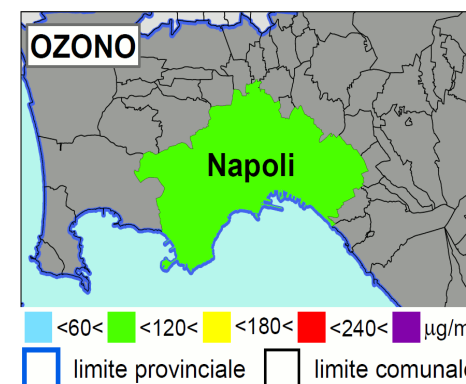 OZONO
Napoli
<60< <120< <180< <240< μg/m
limite provinciale limite comunale